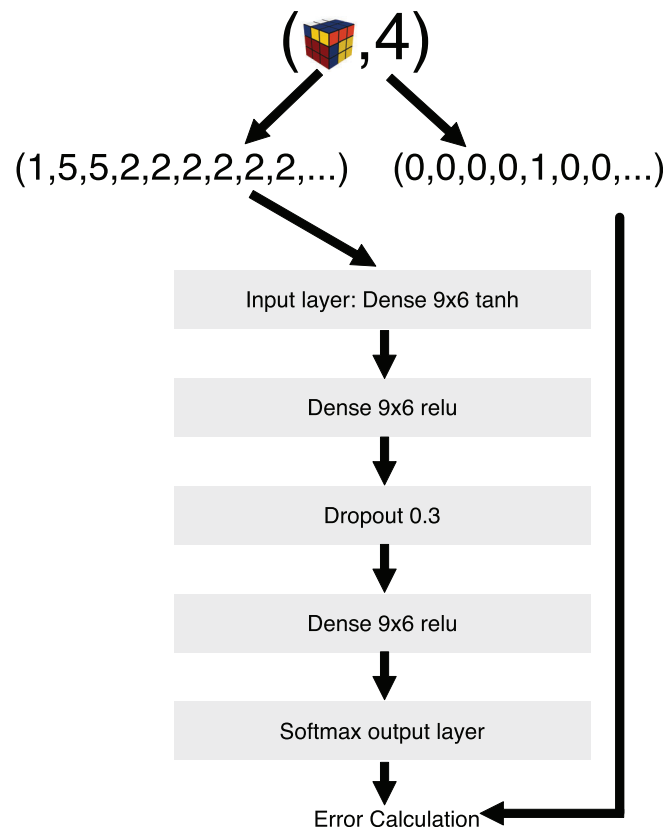 ( ,4)
(1,5,5,2,2,2,2,2,2,...) (0,0,0,0,1,0,0,...)
Input layer: Dense 9x6 tanh
Dense 9x6 relu
Dropout 0.3
Dense 9x6 relu
Softmax output layer
Error Calculation